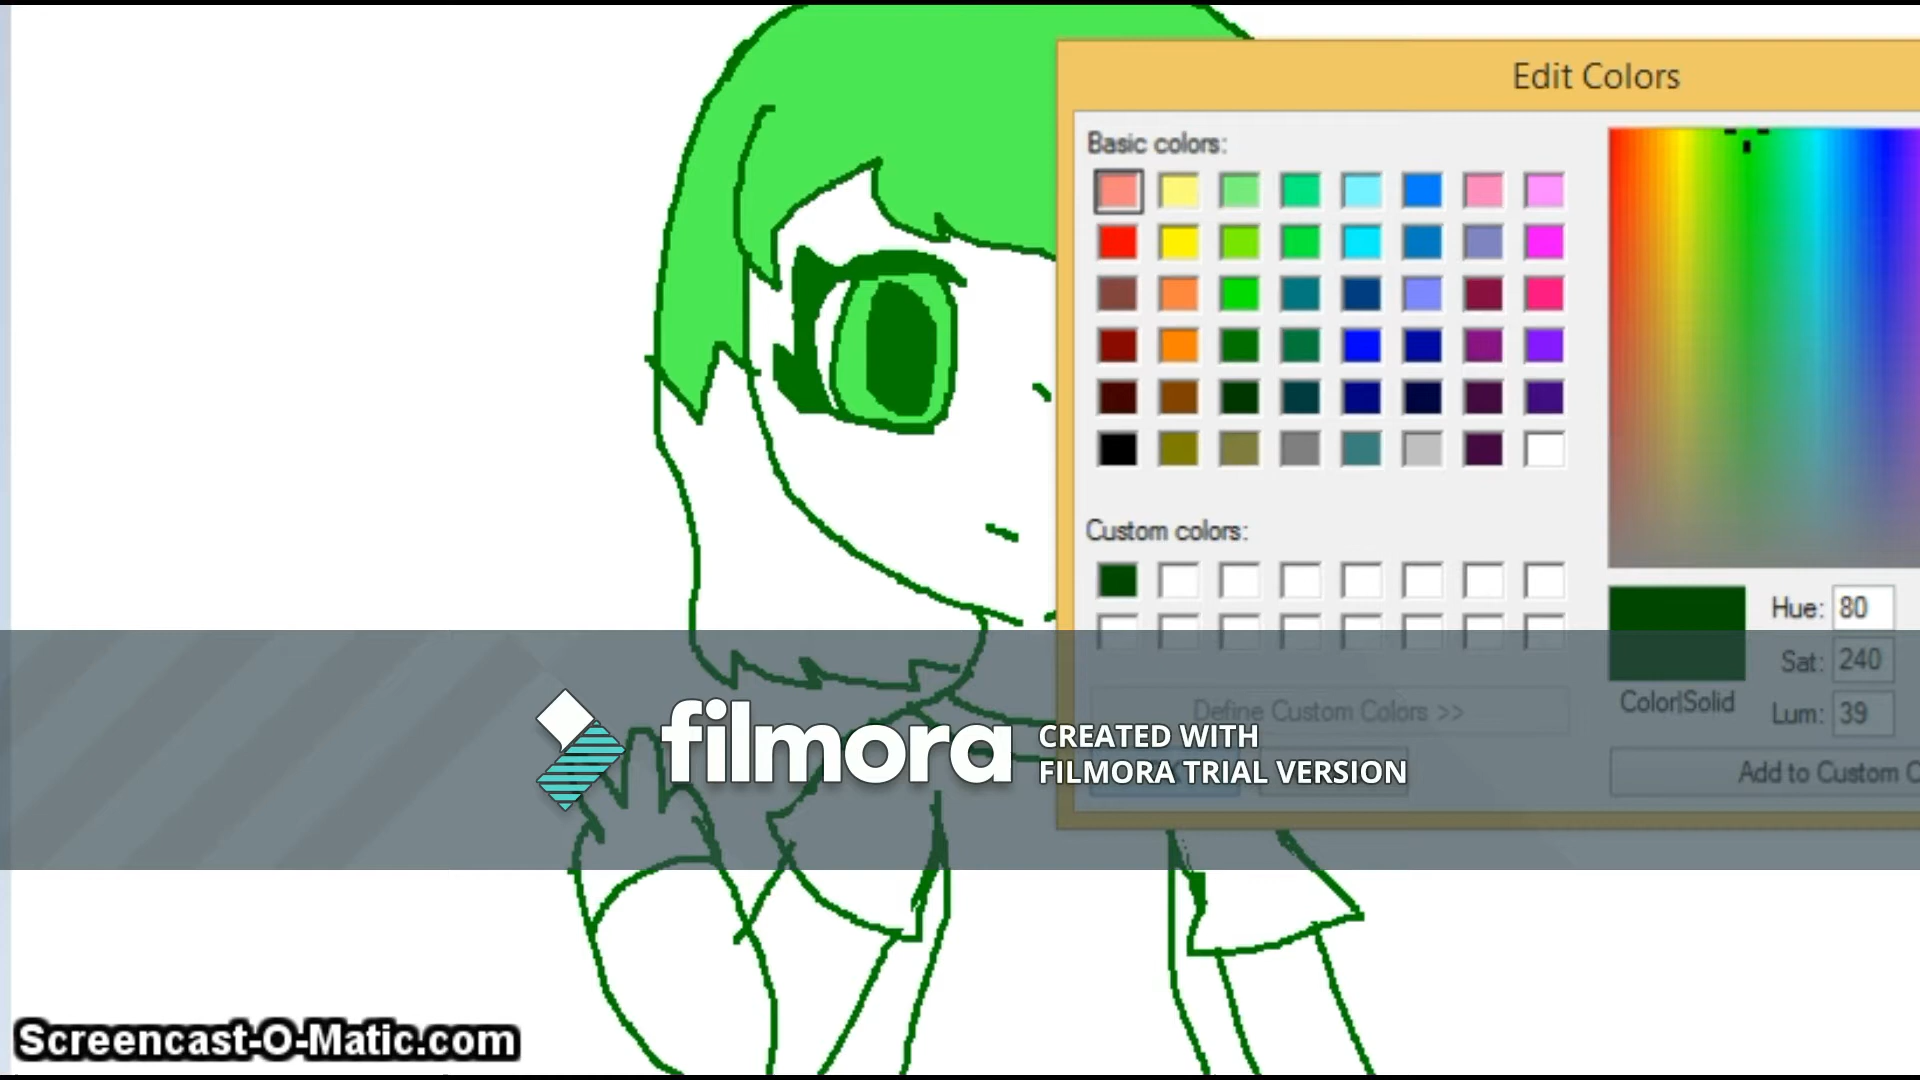 Edit Colors
Basic colors:
Custom colors:
Hue: 80
Sat: 240
Color|Solid
Define Custom Colors >>
Lum: 39
filmora
CREATED WITH
FILMORA TRIAL VERSION
Add to Custom C
Screencast-O-Matic.com